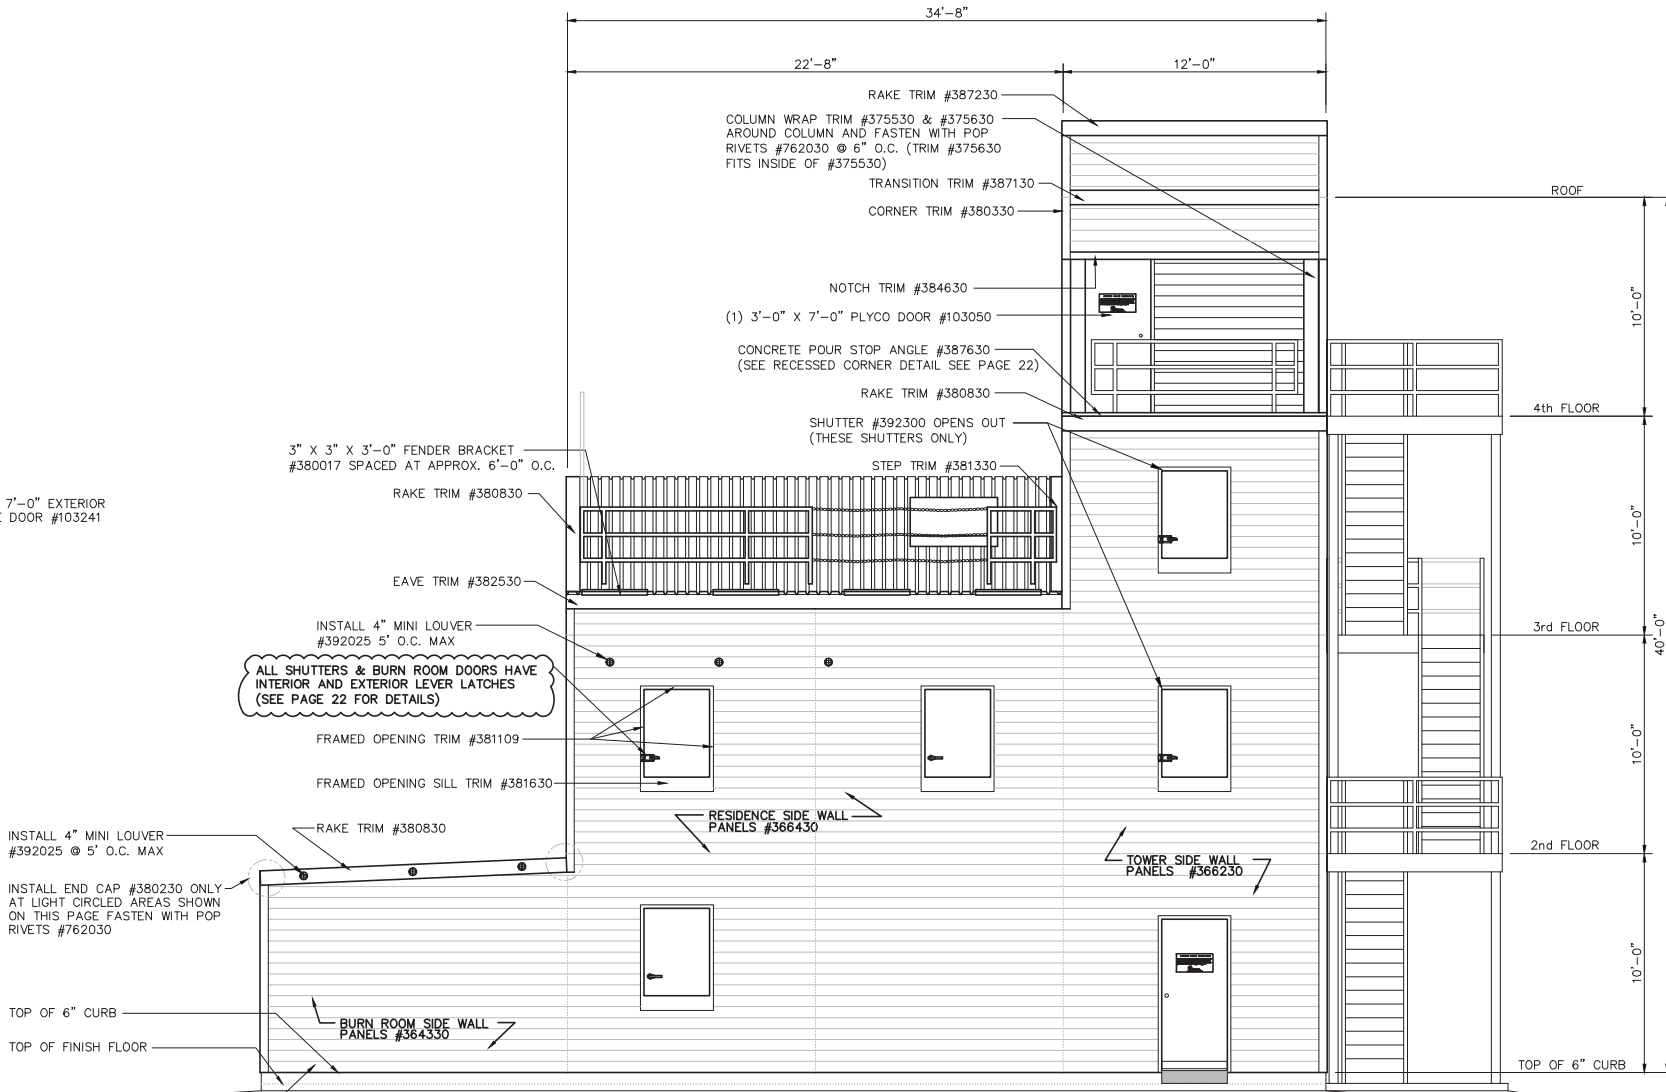 34'-8"
22'-8"
12'-0"
RAKE TRIM #387230
COLUMN WRAP TRIM #375530 & #375630
AROUND COLUMN AND FASTEN WITH POP
RIVETS #762030 @ 6" O.C. (TRIM #375630
FITS INSIDE OF #375530)
TRANSITION TRIM #387130
CORNER TRIM #380330
ROOF
NOTCH TRIM #384630
(1) 3'-0" X 7'-0" PLYCO DOOR #103050
10'-0"
CONCRETE POUR STOP ANGLE #387630
(SEE RECESSED CORNER DETAIL SEE PAGE 22)
RAKE TRIM #380830
4th FLOOR
SHUTTER #392300 OPENS OUT
(THESE SHUTTERS ONLY)
3" X 3" X 3'-0" FENDER BRACKET
#380017 SPACED AT APPROX. 6'-0" O.C.
STEP TRIM #381330
RAKE TRIM #380830
7'-0" EXTERIOR
DOOR #103241
10'-0"
EAVE TRIM #382530
INSTALL 4" MINI LOUVER
#392025 5' O.C. MAX
3rd FLOOR
40'-0"
ALL SHUTTERS & BURN ROOM DOORS HAVE
INTERIOR AND EXTERIOR LEVER LATCHES
(SEE PAGE 22 FOR DETAILS)
FRAMED OPENING TRIM #381109
10'-0"
FRAMED OPENING SILL TRIM #381630
RESIDENCE SIDE WALL
PANELS #366430
RAKE TRIM #380830
INSTALL 4" MINI LOUVER
#392025 @ 5' O.C. MAX
2nd FLOOR
TOWER SIDE WALL
PANELS #366230
INSTALL END CAP #380230 ONLY
AT LIGHT CIRCLED AREAS SHOWN
ON THIS PAGE FASTEN WITH POP
RIVETS #762030
10'-0"
TOP OF 6" CURB
BURN ROOM SIDE WALL
PANELS #364330
TOP OF FINISH FLOOR
TOP OF 6" CURB